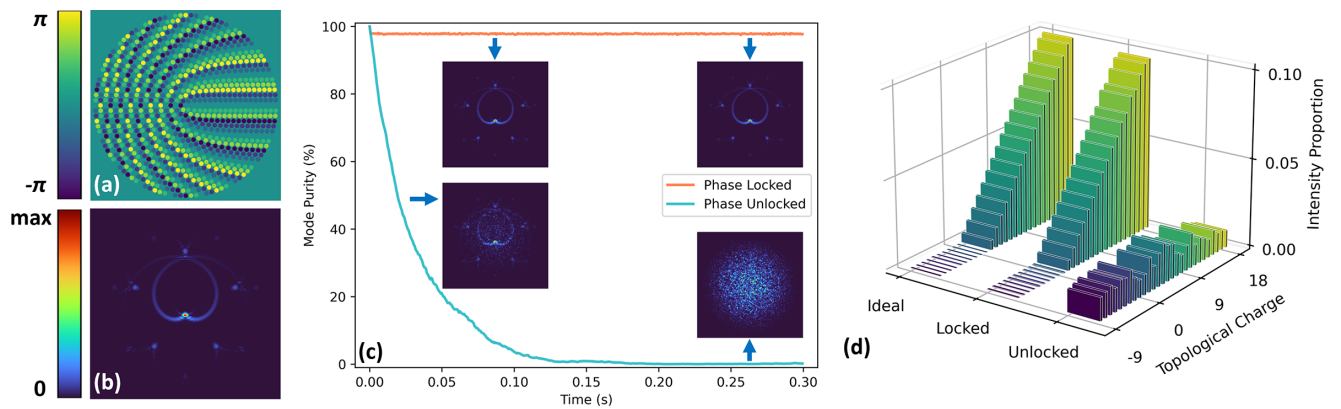 π
-π
(a)
max
0
(b)
Mode Purity (%)
100
80
60
40
20
0
Phase Locked
Phase Unlocked
(c)
0.00
0.05
0.10
0.15
0.20
0.25
0.30
Time (s)
0.10
0.05
0.00
Intensity Proportion
Ideal
Locked
Unlocked
-9
0
9
18
Topological Charge
(d)